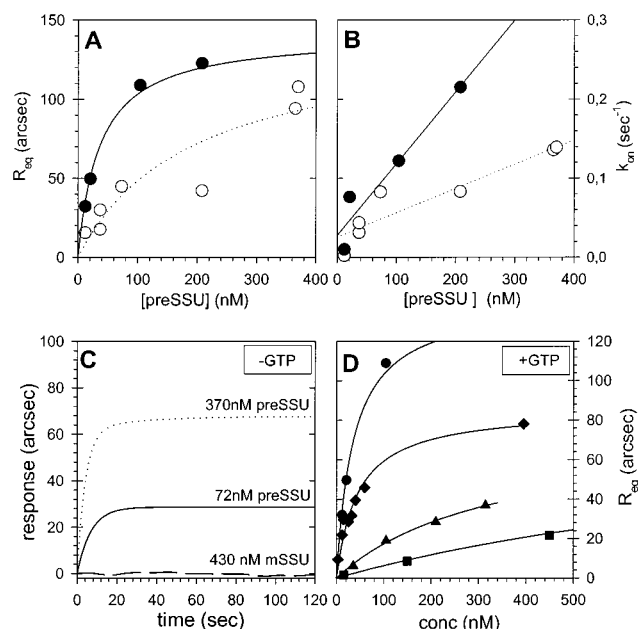 A
150
100
50
0
R_eq (arcsec)
0 100 200 300 400
[preSSU] (nM)
B
0,3
0,2
0,1
0,0
k_on (sec⁻¹)
0 100 200 300 400
[preSSU ] (nM)
C
-GTP
100
80
60
40
20
0
response (arcsec)
370nM preSSU
72nM preSSU
430 nM mSSU
0 20 40 60 80 100 120
time (sec)
D
+GTP
120
100
80
60
40
20
0
R_eq (arcsec)
0 100 200 300 400 500
conc (nM)